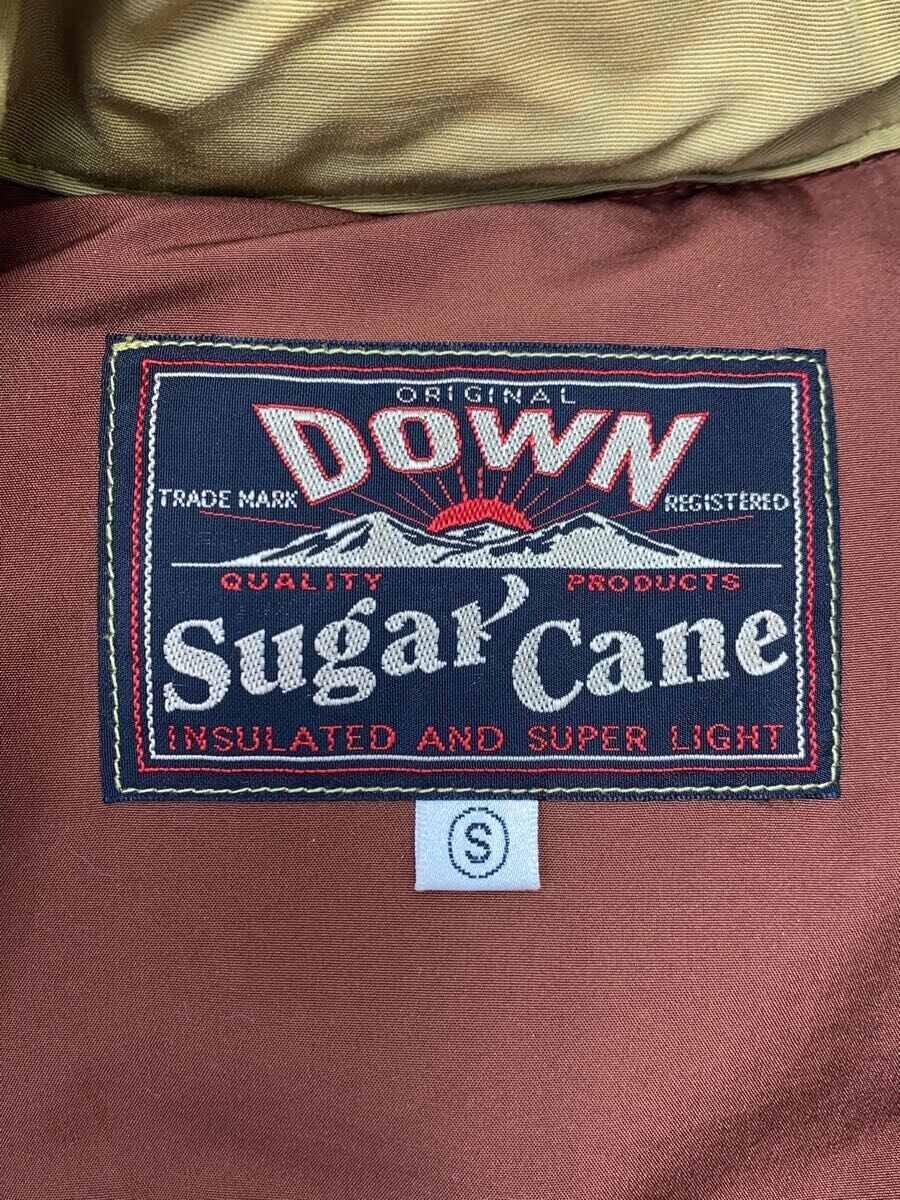 ORIGINAL
DOWN
TRADE MARK REGISTERED
QUALITY PRODUCTS
Sugar Cane
INSULATED AND SUPER LIGHT
S